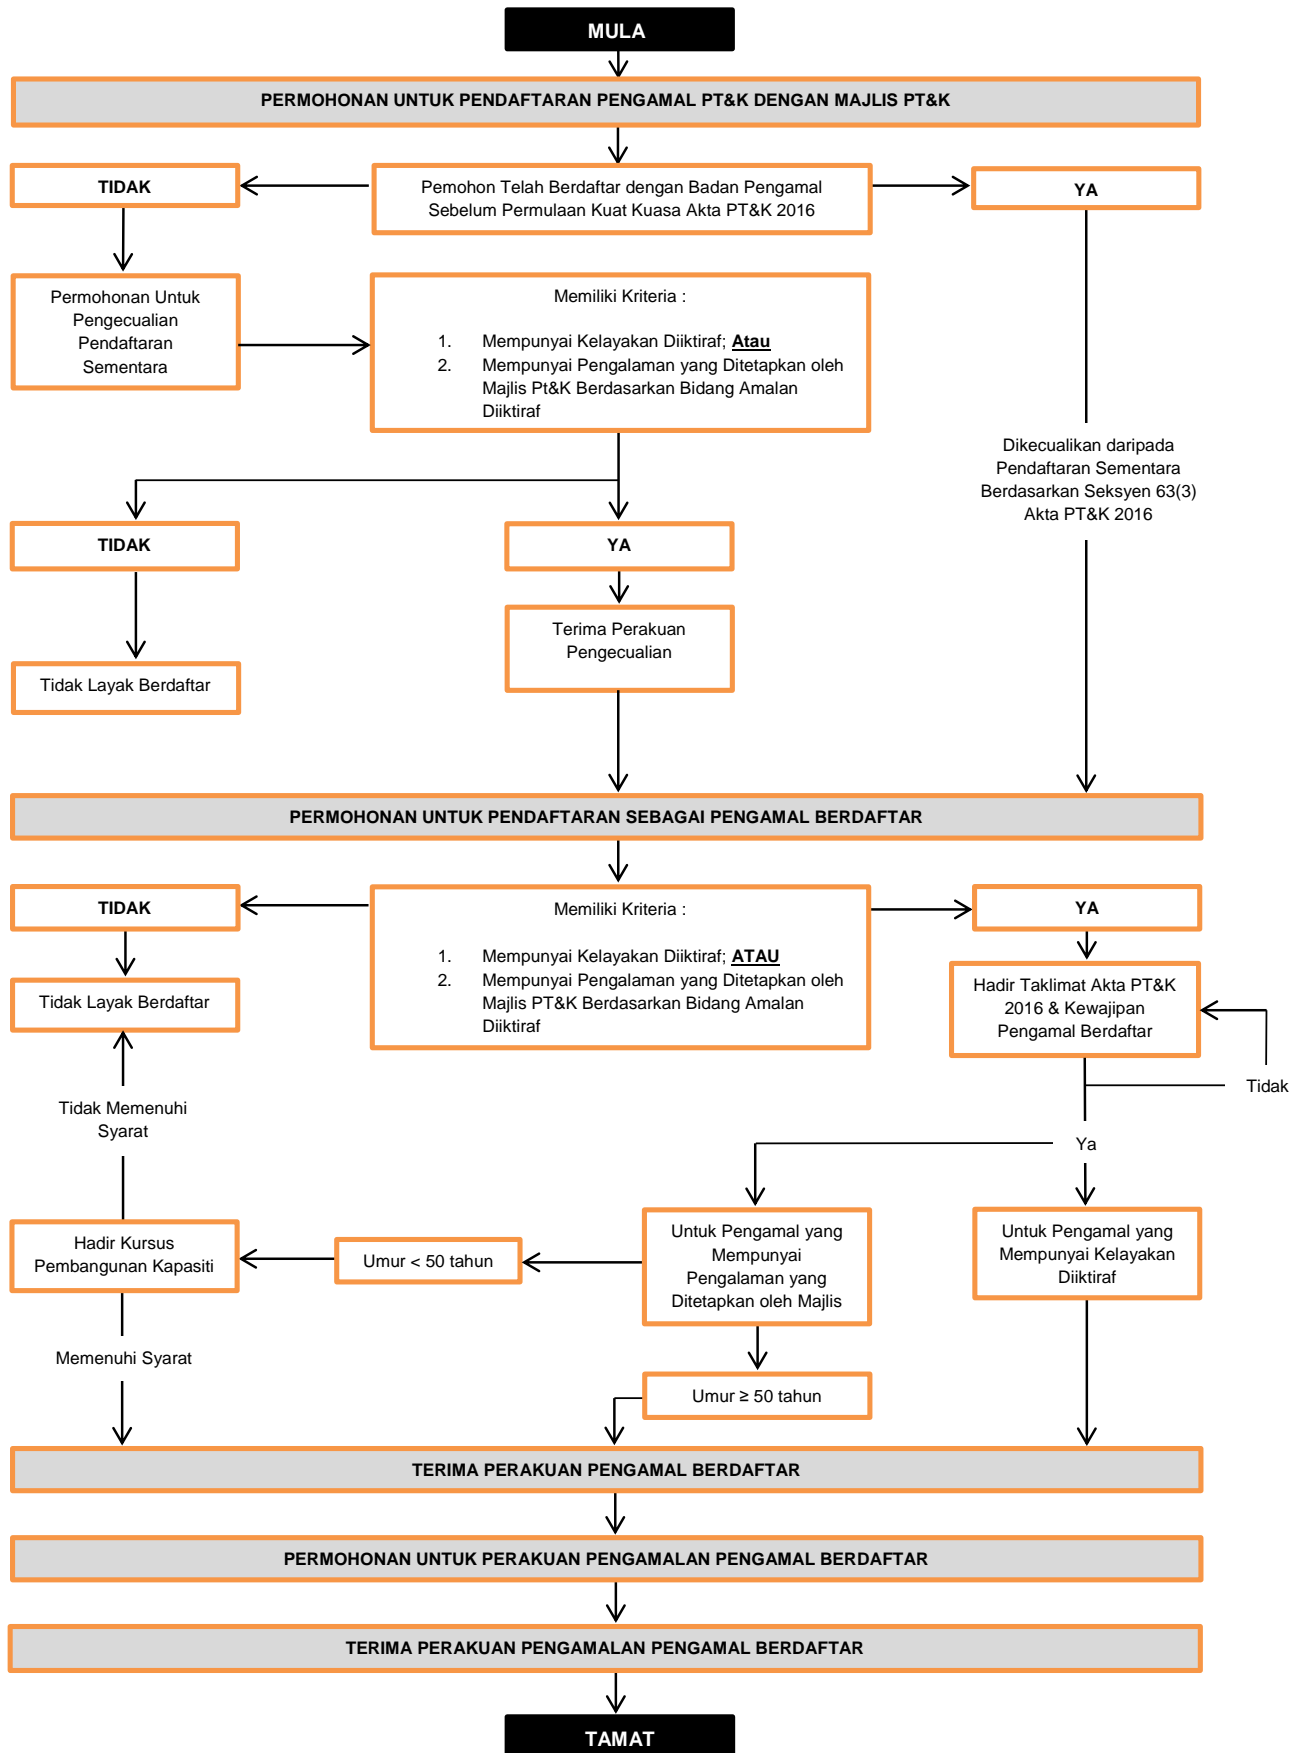 MULA
PERMOHONAN UNTUK PENDAFTARAN PENGAMAL PT&K DENGAN MAJLIS PT&K
TIDAK
Pemohon Telah Berdaftar dengan Badan Pengamal
Sebelum Permulaan Kuat Kuasa Akta PT&K 2016
YA
Permohonan Untuk
Pengecualian
Pendaftaran
Sementara
Memiliki Kriteria :
1. Mempunyai Kelayakan Diiktiraf; Atau
2. Mempunyai Pengalaman yang Ditetapkan oleh
Majlis Pt&K Berdasarkan Bidang Amalan
Diiktiraf
Dikecualikan daripada
Pendaftaran Sementara
Berdasarkan Seksyen 63(3)
Akta PT&K 2016
TIDAK
YA
Terima Perakuan
Pengecualian
Tidak Layak Berdaftar
PERMOHONAN UNTUK PENDAFTARAN SEBAGAI PENGAMAL BERDAFTAR
TIDAK
Memiliki Kriteria :
1. Mempunyai Kelayakan Diiktiraf; ATAU
2. Mempunyai Pengalaman yang Ditetapkan oleh
Majlis PT&K Berdasarkan Bidang Amalan
Diiktiraf
YA
Tidak Layak Berdaftar
Hadir Taklimat Akta PT&K
2016 & Kewajipan
Pengamal Berdaftar
Tidak
Tidak Memenuhi
Syarat
Ya
Hadir Kursus
Pembangunan Kapasiti
Umur < 50 tahun
Untuk Pengamal yang
Mempunyai
Pengalaman yang
Ditetapkan oleh Majlis
Untuk Pengamal yang
Mempunyai Kelayakan
Diiktiraf
Memenuhi Syarat
Umur ≥ 50 tahun
TERIMA PERAKUAN PENGAMAL BERDAFTAR
PERMOHONAN UNTUK PERAKUAN PENGAMALAN PENGAMAL BERDAFTAR
TERIMA PERAKUAN PENGAMALAN PENGAMAL BERDAFTAR
TAMAT